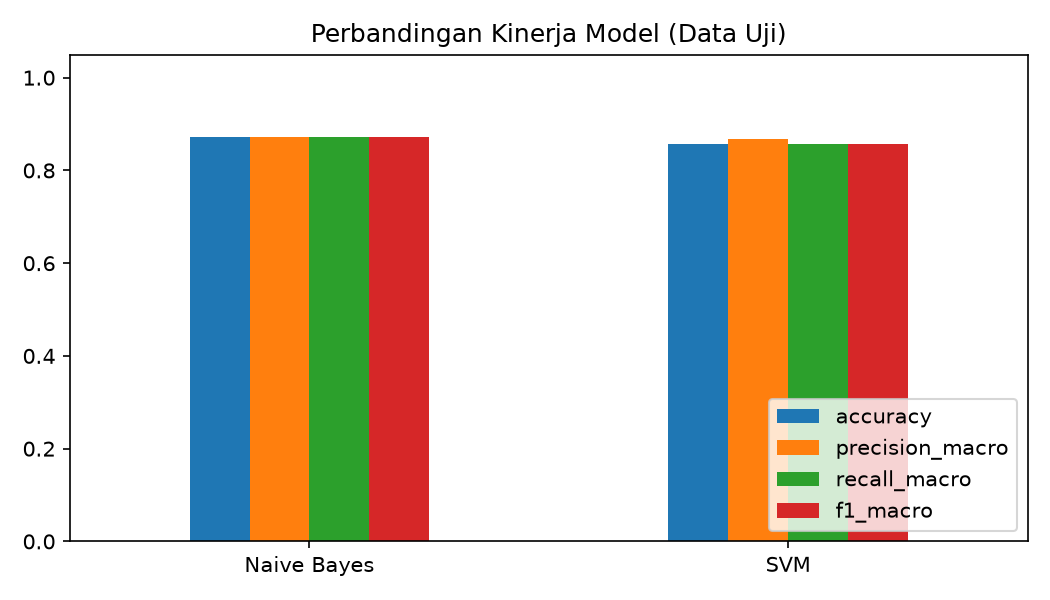 Perbandingan Kinerja Model (Data Uji)
1.0
0.8
0.6
0.4
0.2
0.0
accuracy
precision_macro
recall_macro
f1_macro
Naive Bayes
SVM